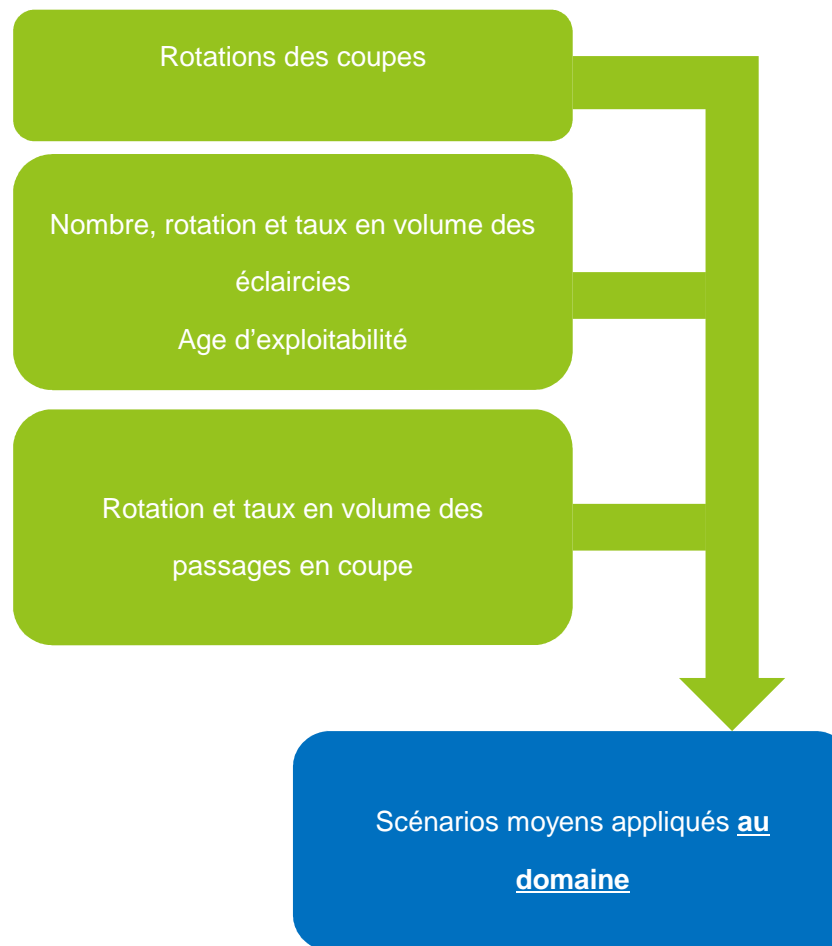 Rotations des coupes
Nombre, rotation et taux en volume des
éclaircies
Age d’exploitabilité
Rotation et taux en volume des
passages en coupe
Scénarios moyens appliqués au
domaine